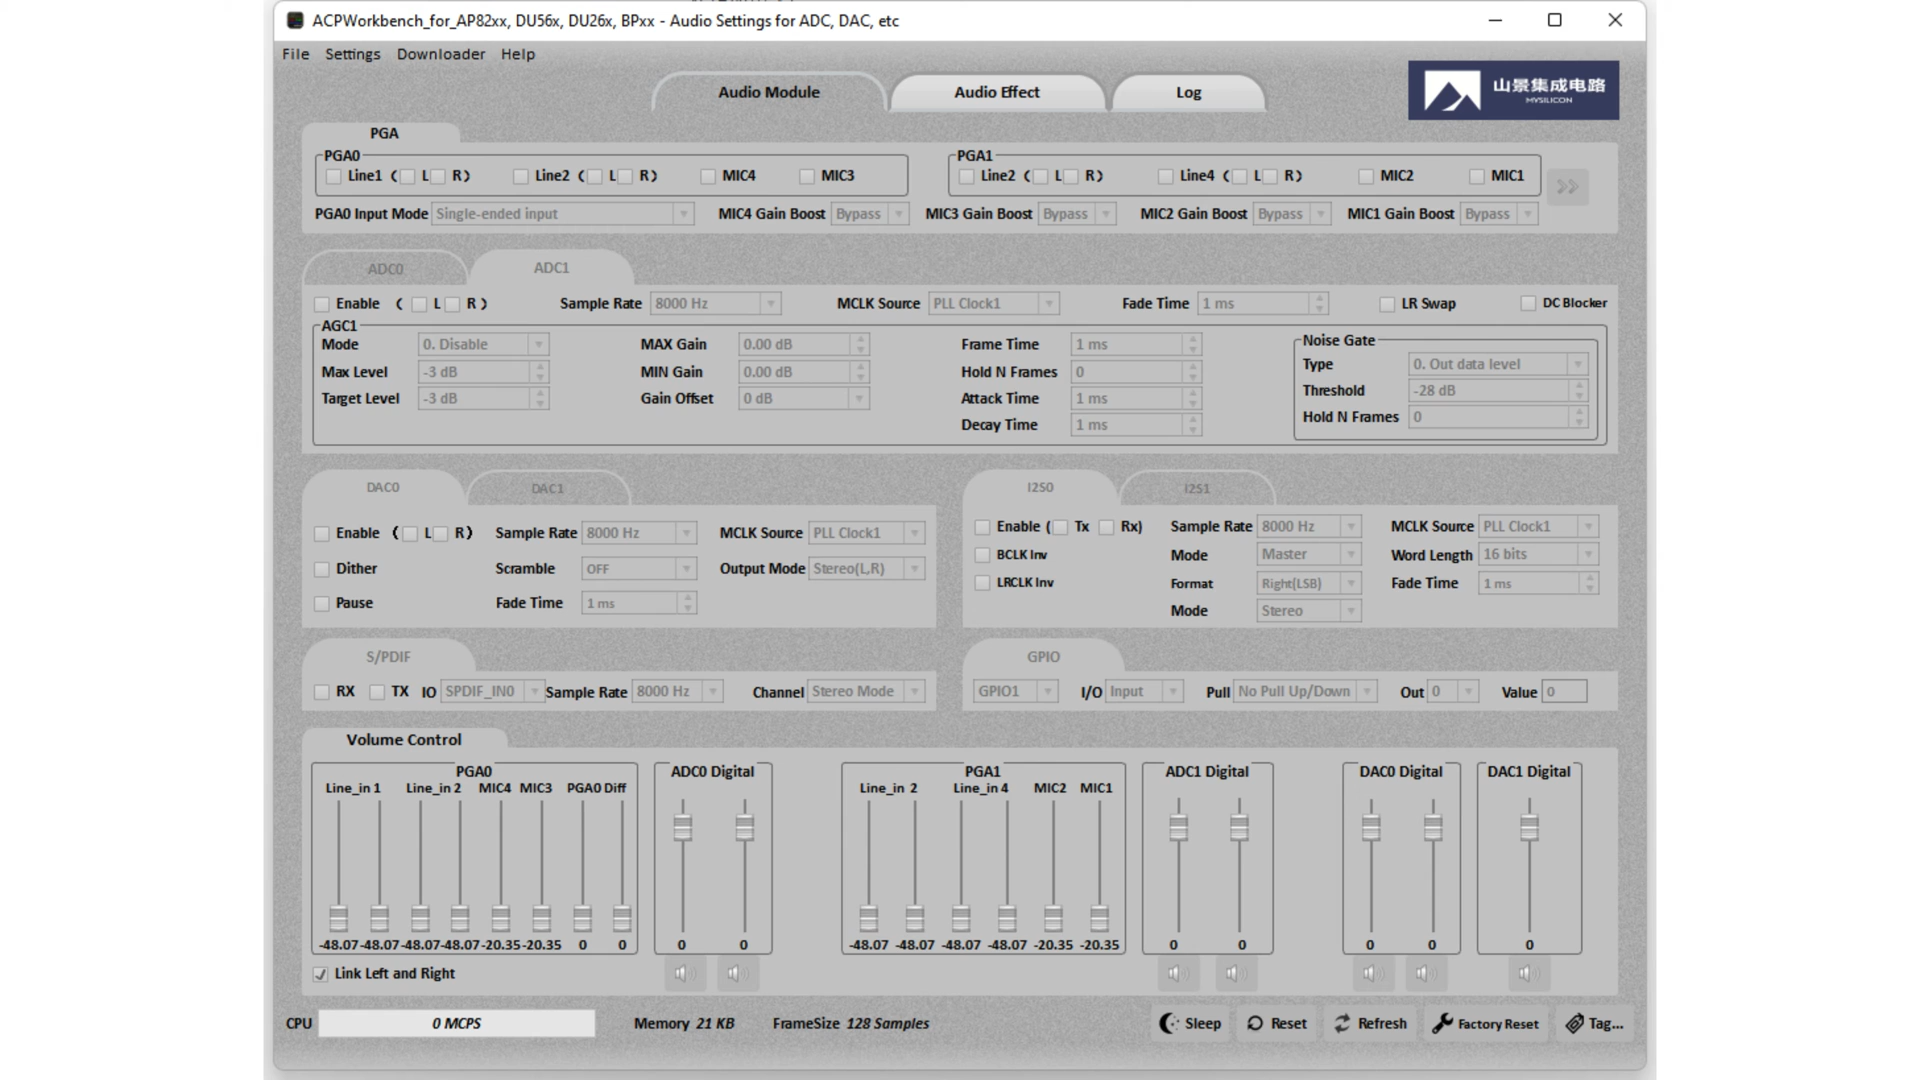 ACPWorkbench_for_AP82xx, DU56x, DU26x, BPxx - Audio Settings for ADC, DAC, etc
File Settings Downloader Help
Audio Module Audio Effect Log
山景集成电路
MVSILICON
PGA
PGA0 PGA1
Line1 ( L R ) Line2 ( L R ) MIC4 MIC3 Line2 ( L R ) Line4 ( L R ) MIC2 MIC1 >>
PGA0 Input Mode Single-ended input MIC4 Gain Boost Bypass MIC3 Gain Boost Bypass MIC2 Gain Boost Bypass MIC1 Gain Boost Bypass
ADC0 ADC1
Enable ( L R ) Sample Rate 8000 Hz MCLK Source PLL Clock1 Fade Time 1 ms LR Swap DC Blocker
AGC1
Mode 0. Disable MAX Gain 0.00 dB Frame Time 1 ms Noise Gate
Type 0. Out data level
Max Level -3 dB MIN Gain 0.00 dB Hold N Frames 0
Threshold -28 dB
Target Level -3 dB Gain Offset 0 dB Attack Time 1 ms
Hold N Frames 0
Decay Time 1 ms
DAC0 DAC1 I2S0 I2S1
Enable ( L R ) Sample Rate 8000 Hz MCLK Source PLL Clock1 Enable ( Tx Rx) Sample Rate 8000 Hz MCLK Source PLL Clock1
BCLK Inv Mode Master Word Length 16 bits
Dither Scramble OFF Output Mode Stereo(L,R)
LRCLK Inv Format Right(LSB) Fade Time 1 ms
Pause Fade Time 1 ms Mode Stereo
S/PDIF GPIO
RX TX IO SPDIF_IN0 Sample Rate 8000 Hz Channel Stereo Mode GPIO1 I/O Input Pull No Pull Up/Down Out 0 Value 0
Volume Control
PGA0 ADC0 Digital PGA1 ADC1 Digital DAC0 Digital DAC1 Digital
Line_in 1 Line_in 2 MIC4 MIC3 PGA0 Diff Line_in 2 Line_in 4 MIC2 MIC1
-48.07 -48.07 -48.07 -48.07 -20.35 -20.35 0 0 0 0 -48.07 -48.07 -48.07 -48.07 -20.35 -20.35 0 0 0 0 0
Link Left and Right
CPU 0 MCPS Memory 21 KB FrameSize 128 Samples Sleep Reset Refresh Factory Reset Tag...